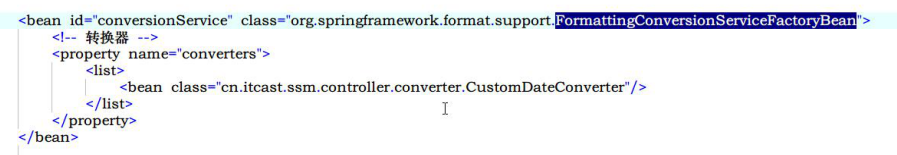 <bean id="conversionService" class="org.springframework.format.support.FormattingConversionServiceFactoryBean">
<!-- 转换器 -->
<property name="converters">
<list>
<bean class="cn.itcast.ssm.controller.converter.CustomDateConverter"/>
</list>
</property>
</bean>